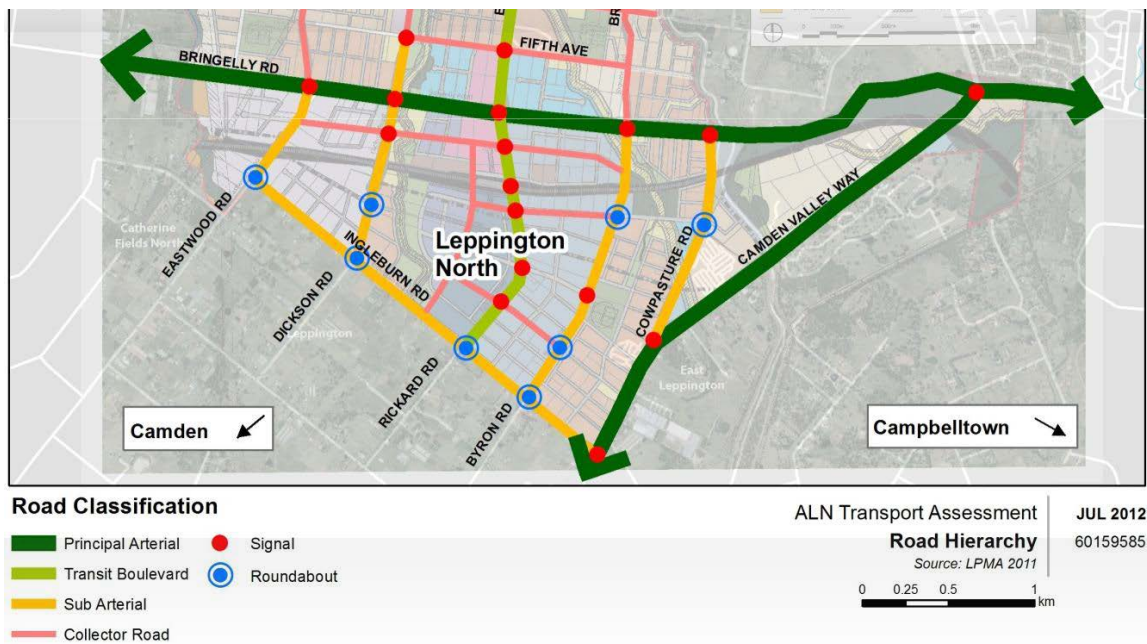 FIFTH AVE
BRINGELLY RD
CAMDEN VALLEY WAY
Catherine
Fields North
EASTWOOD RD
INGLEBURN RD
Leppington
North
COWPASTURE RD
DICKSON RD
Leppington
RICKARD RD
East
Leppington
BYRON RD
Camden
Campbelltown
Road Classification
Principal Arterial
Signal
Transit Boulevard
Roundabout
Sub Arterial
Collector Road
ALN Transport Assessment
JUL 2012
Road Hierarchy
60159585
Source: LPMA 2011
0 0.25 0.5 1
km